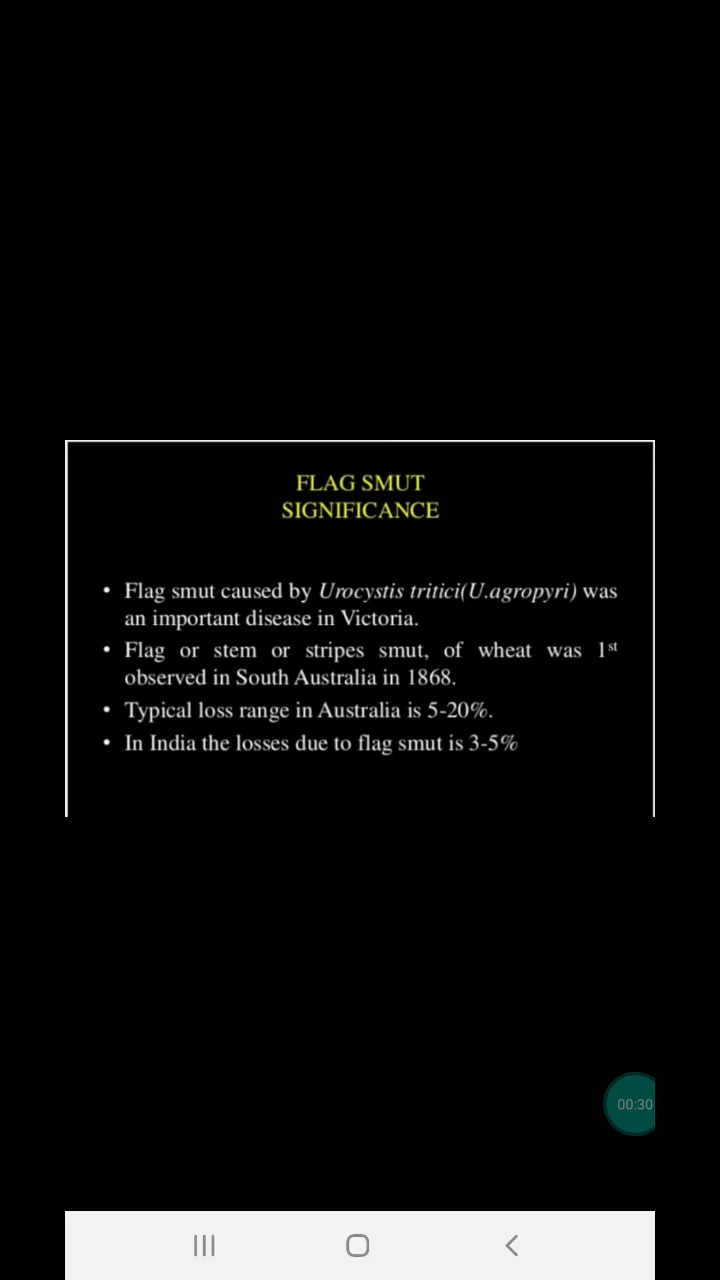 FLAG SMUT
SIGNIFICANCE
• Flag smut caused by Urocystis tritici(U.agropyri) was
an important disease in Victoria.
• Flag or stem or stripes smut, of wheat was 1st
observed in South Australia in 1868.
• Typical loss range in Australia is 5-20%.
• In India the losses due to flag smut is 3-5%
00:30